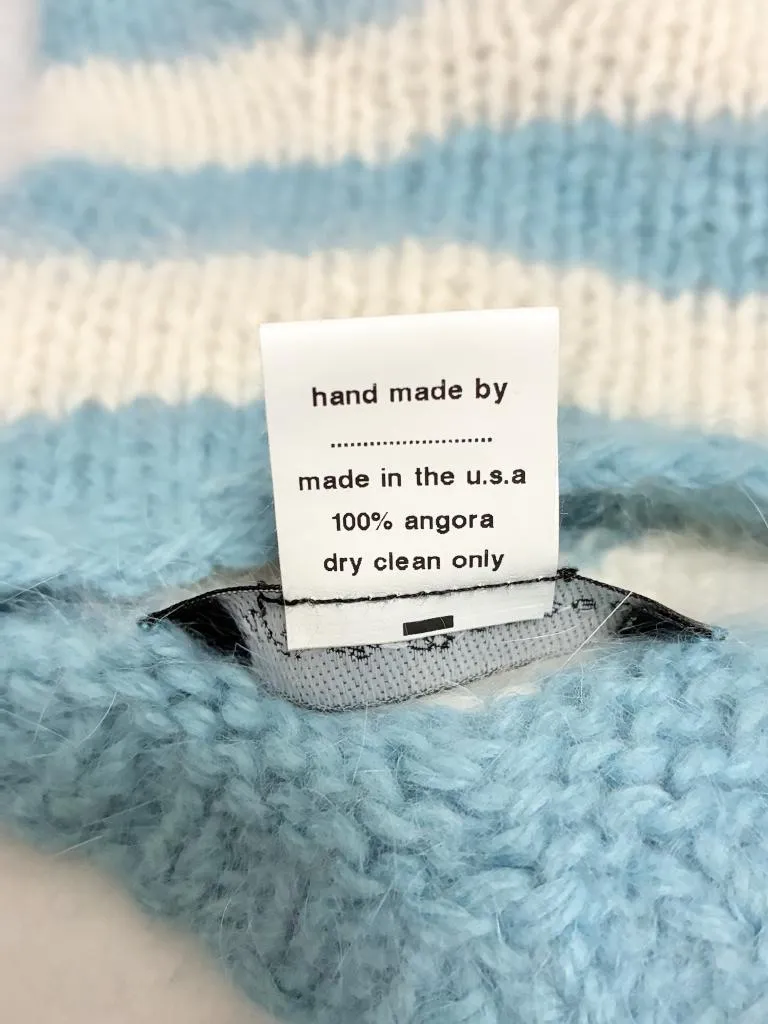 hand made by
.........................
made in the u.s.a
100% angora
dry clean only